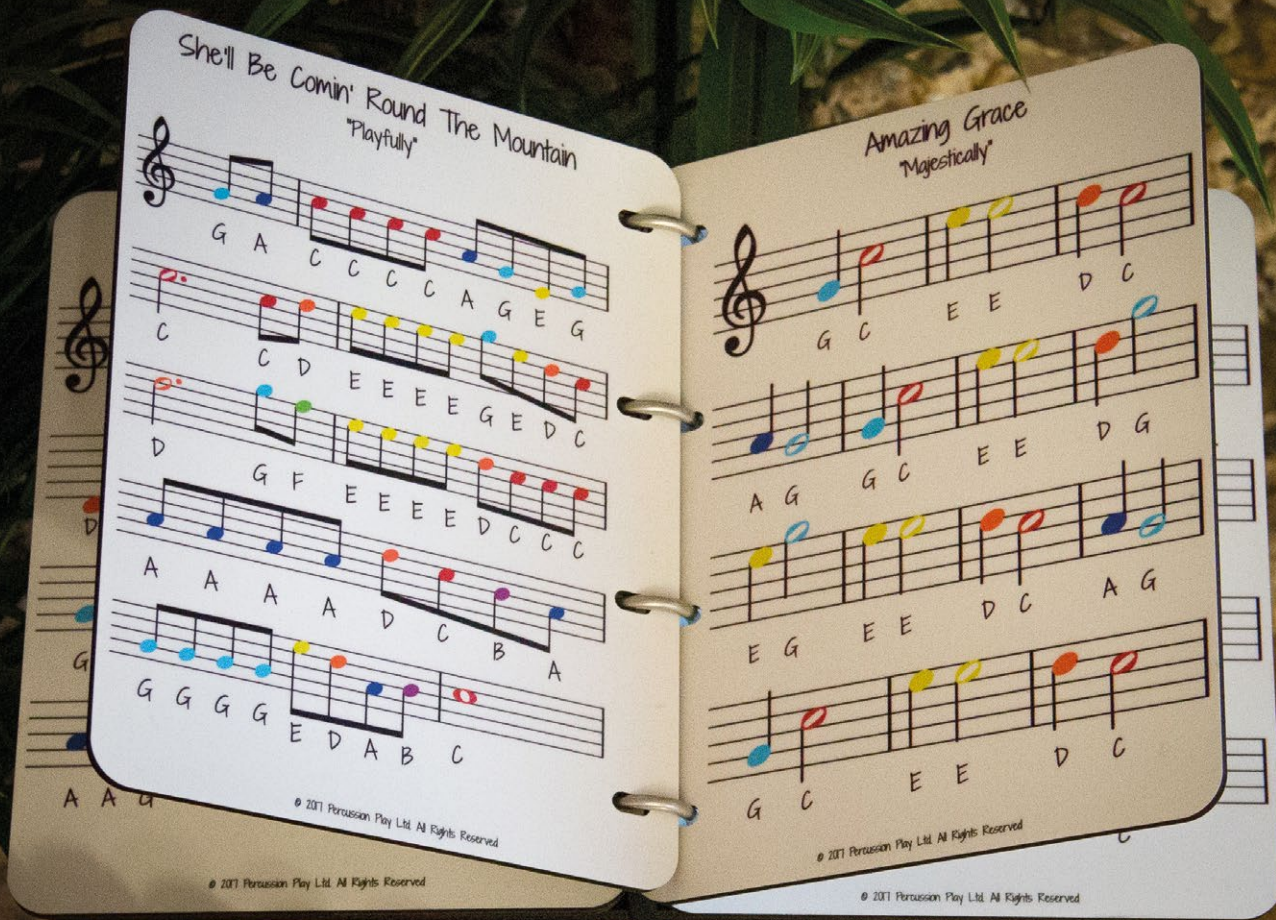 She'll Be Comin' Round The Mountain
"Playfully"
G A C C C C A G E G
C C D E E E E G E D C
D G F E E E E D C C C
A A A A D C B A
G G G G E D A B C
© 2017 Percussion Play Ltd. All Rights Reserved
Amazing Grace
"Majestically"
G C E E D C
A G G C E E D G
E G E E D C A G
G C E E D C
© 2017 Percussion Play Ltd. All Rights Reserved
D
G
A A G
© 2017 Percussion Play Ltd. All Rights Reserved
© 2017 Percussion Play Ltd. All Rights Reserved